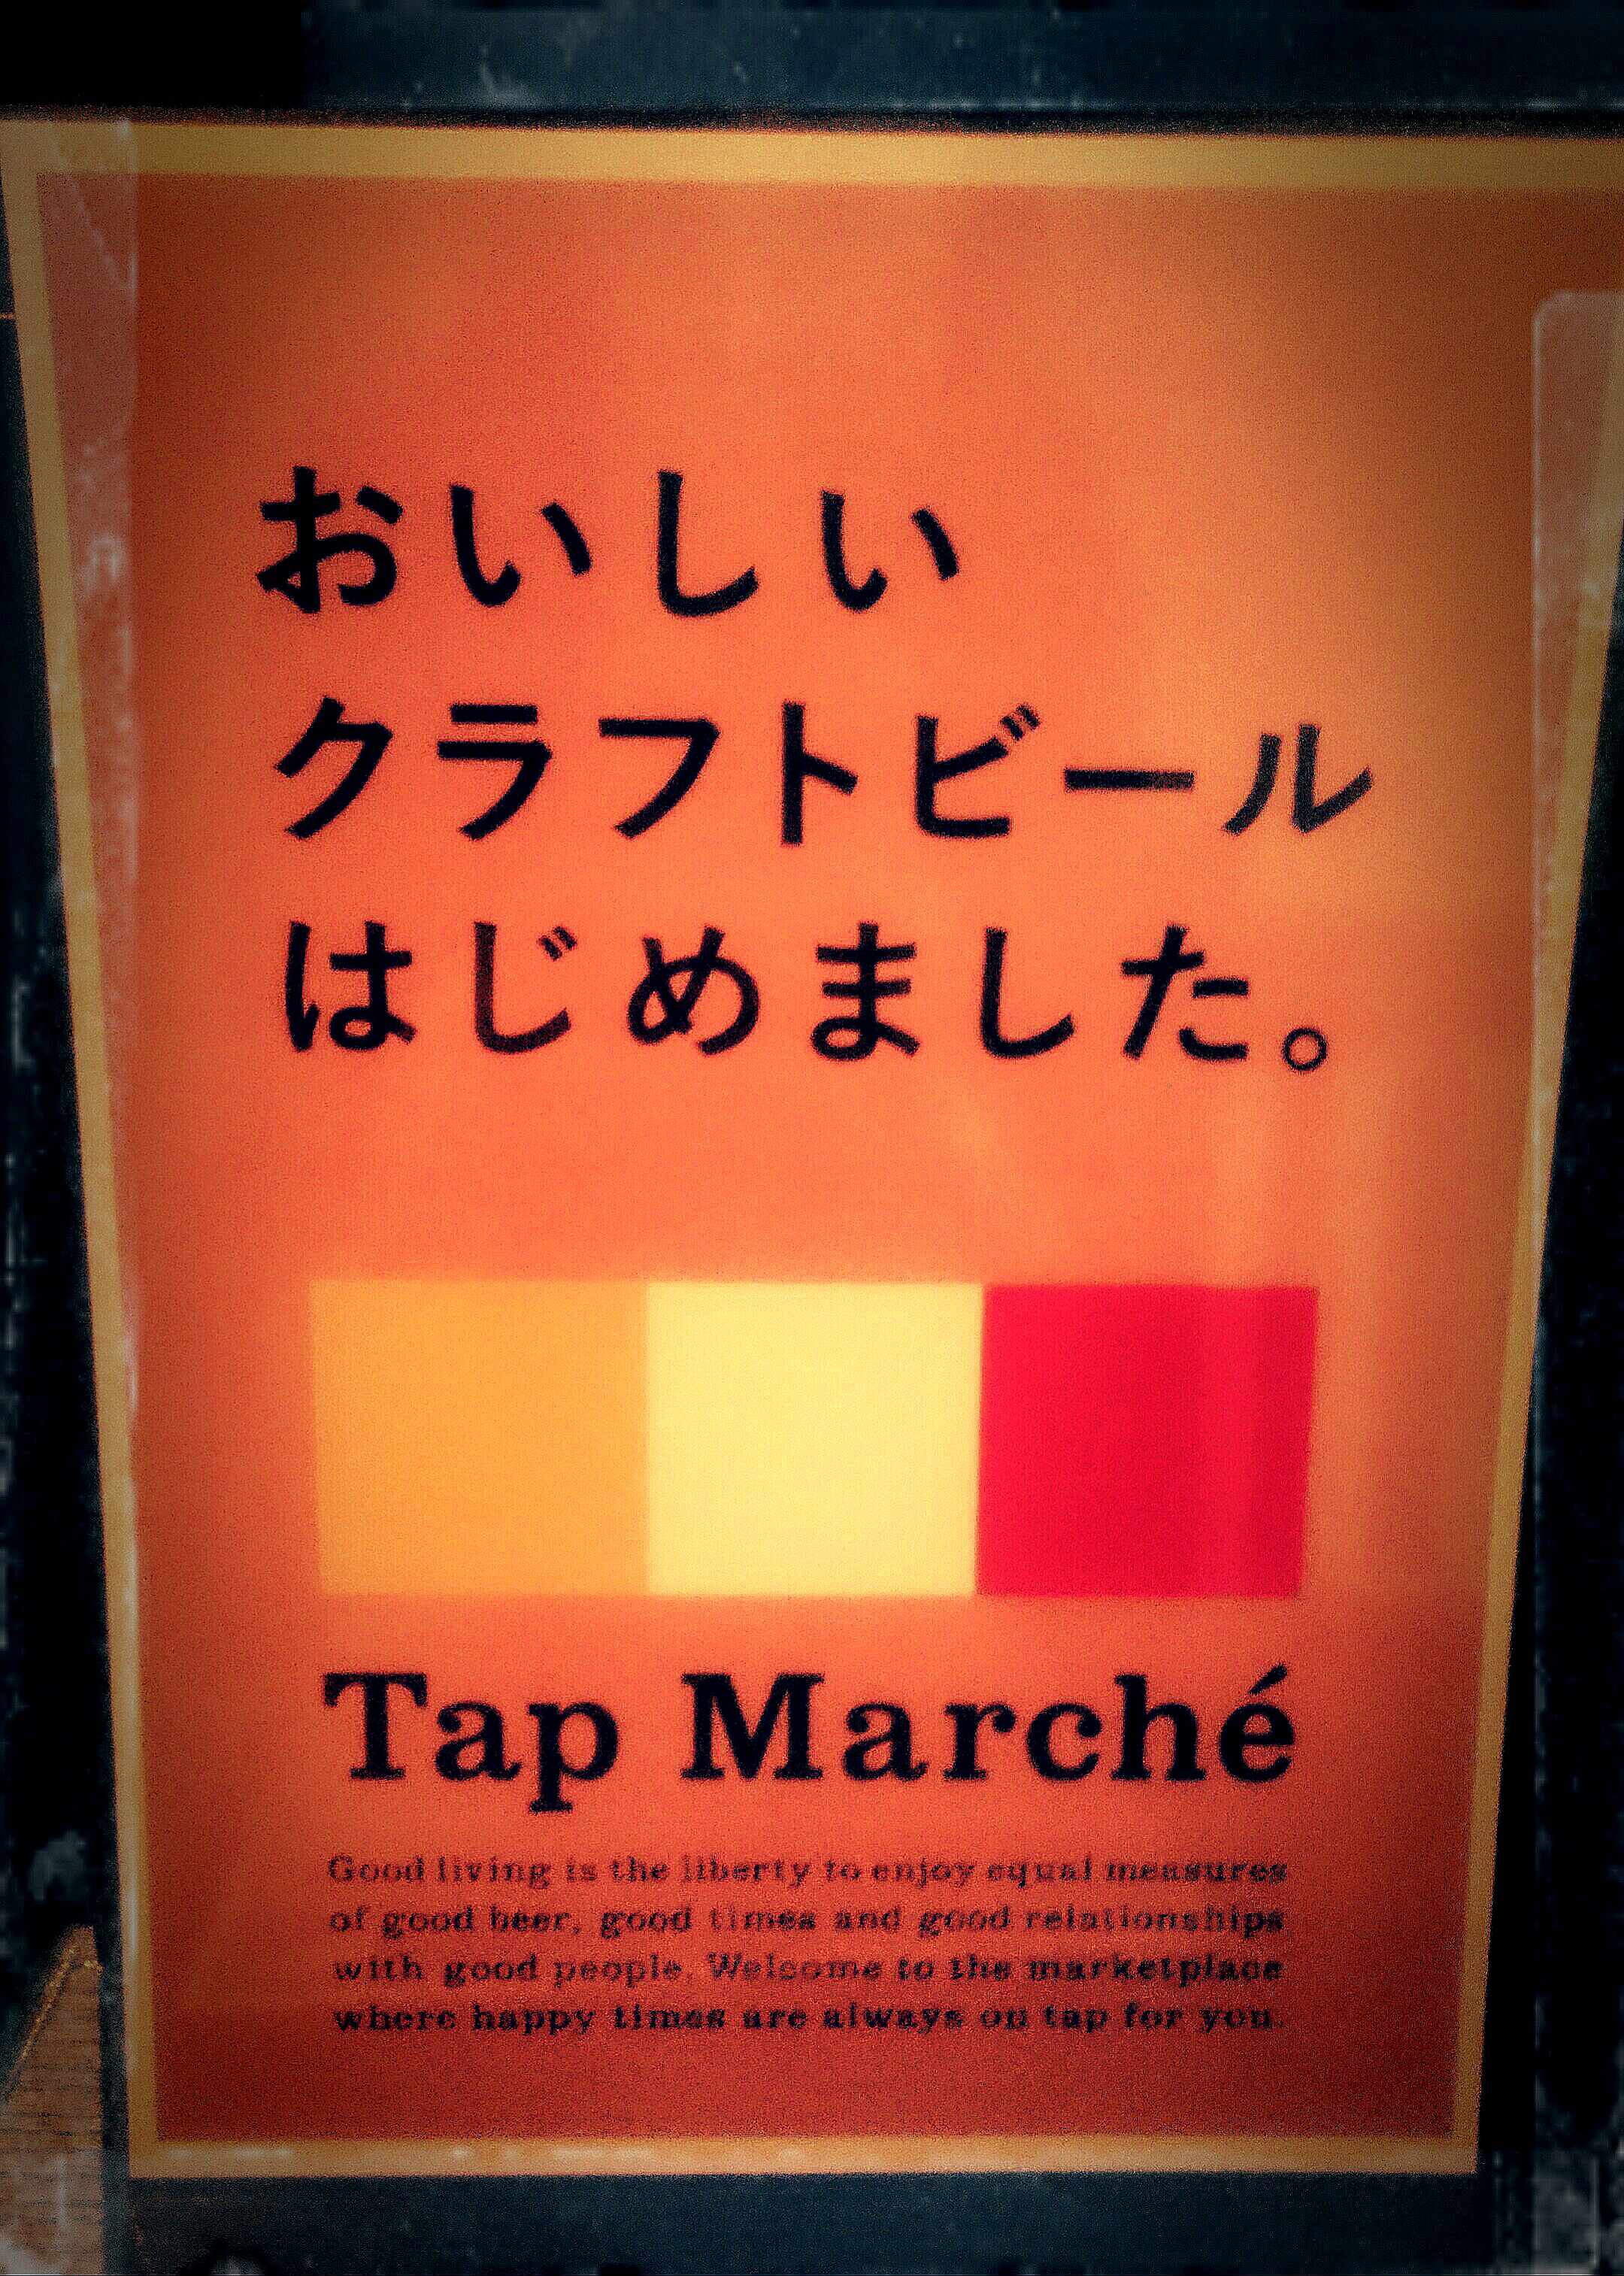 おいしい
クラフトビール
はじめました。
Tap Marché
Good living is the liberty to enjoy equal measures
of good beer, good times and good relationships
with good people. Welcome to the marketplace
where happy times are always on tap for you.